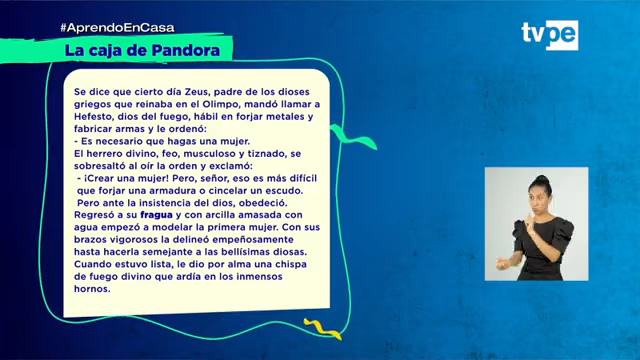 #AprendoEnCasa
tvpe
La caja de Pandora
Se dice que cierto día Zeus, padre de los dioses
griegos que reinaba en el Olimpo, mandó llamar a
Hefesto, dios del fuego, hábil en forjar metales y
fabricar armas y le ordenó:
- Es necesario que hagas una mujer.
El herrero divino, feo, musculoso y tiznado, se
sobresaltó al oír la orden y exclamó:
- ¡Crear una mujer! Pero, señor, eso es más difícil
que forjar una armadura o cincelar un escudo.
Pero ante la insistencia del dios, obedeció.
Regresó a su fragua y con arcilla amasada con
agua empezó a modelar la primera mujer. Con sus
brazos vigorosos la delineó empeñosamente
hasta hacerla semejante a las bellísimas diosas.
Cuando estuvo lista, le dio por alma una chispa
de fuego divino que ardía en los inmensos
hornos.